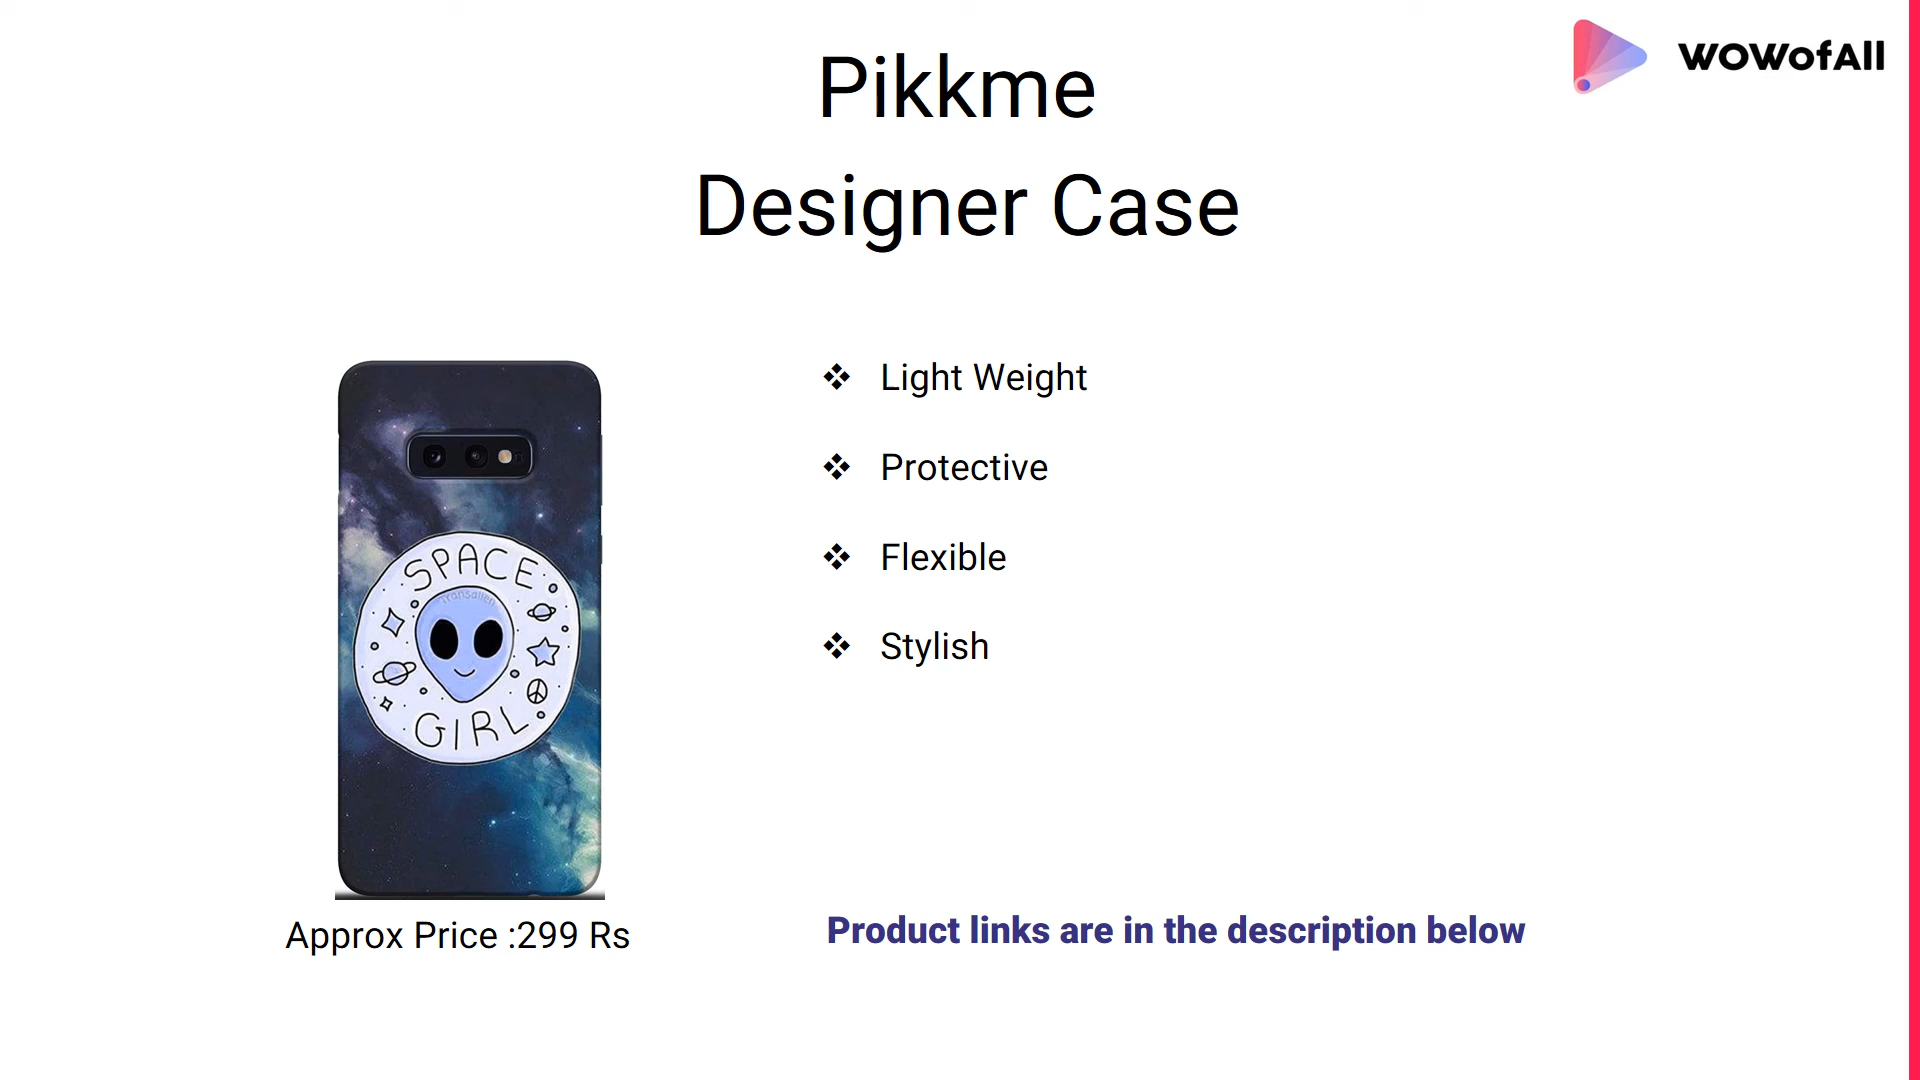 WOWofAll
Pikkme
Designer Case
❖ Light Weight
❖ Protective
❖ Flexible
❖ Stylish
SPACE
Transalien
GIRL
Approx Price :299 Rs
Product links are in the description below